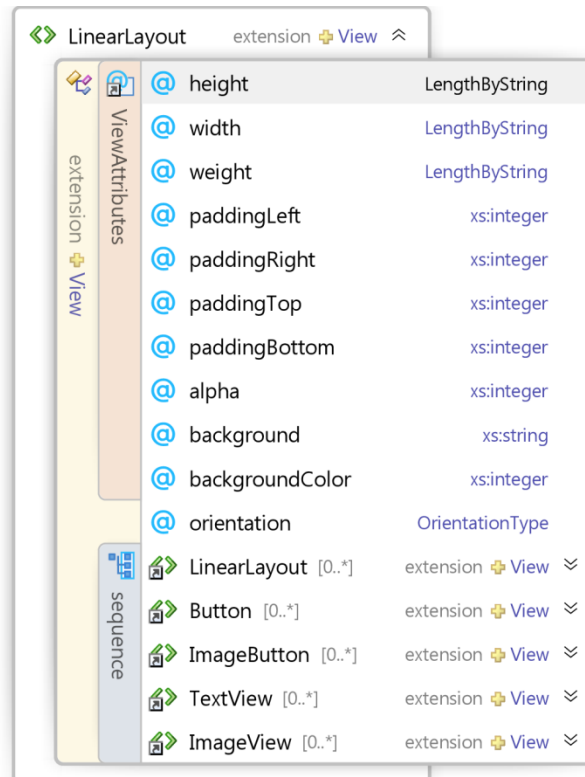 LinearLayout extension View
height LengthByString
width LengthByString
weight LengthByString
paddingLeft xs:integer
paddingRight xs:integer
paddingTop xs:integer
paddingBottom xs:integer
alpha xs:integer
background xs:string
backgroundColor xs:integer
orientation OrientationType
LinearLayout [0..*] extension View
Button [0..*] extension View
ImageButton [0..*] extension View
TextView [0..*] extension View
ImageView [0..*] extension View
extension View
ViewAttributes
sequence